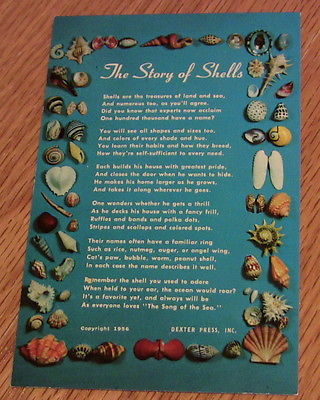 The Story of Shells
Shells are the treasures of land and sea,
And numerous too, as you'll agree.
Did you know that experts now acclaim
One hundred thousand have a name?
You will see all shapes and sizes too,
And colors of every shade and hue.
You learn their habits and how they breed,
How they're self-sufficient to every need.
Each builds his house with greatest pride,
And closes the door when he wants to hide.
He makes his home larger as he grows,
And takes it along wherever he goes.
One wonders whether he gets a thrill
As he decks his house with a fancy frill,
Ruffles and bands and polka dots,
Stripes and scallops and colored spots.
Their names often have a familiar ring
Such as rice, nutmeg, auger, or angel wing,
Cat's paw, bubble, worm, peanut shell,
In each case the name describes it well.
Remember the shell you used to adore
When held to your ear, the ocean would roar?
It's a favorite yet, and always will be
As everyone loves "The Song of the Sea."
Copyright 1956 DEXTER PRESS, INC.